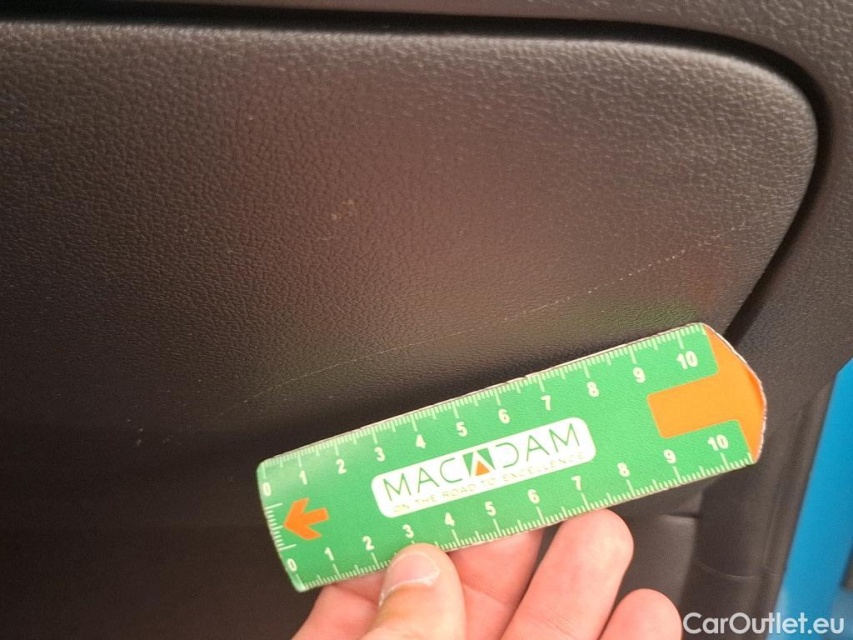 0 1 2 3 4 5 6 7 8 9 10
MACADAM
ON THE ROAD TO EXCELLENCE
0 1 2 3 4 5 6 7 8 9 10
CarOutlet.eu